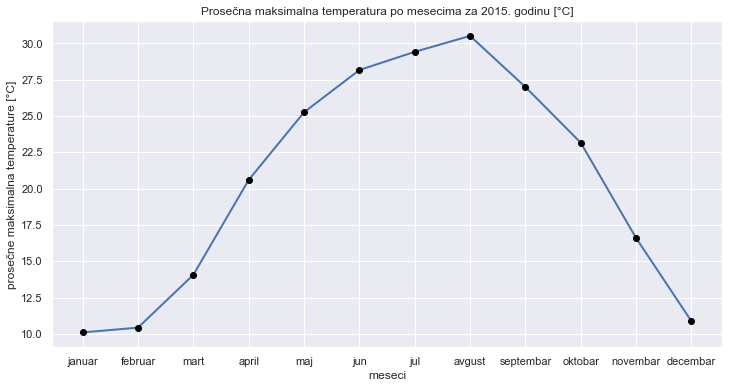 Prosečna maksimalna temperatura po mesecima za 2015. godinu [°C]
prosečne maksimalna temperature [°C]
30.0
27.5
25.0
22.5
20.0
17.5
15.0
12.5
10.0
januar februar mart april maj jun jul avgust septembar oktobar novembar decembar
meseci